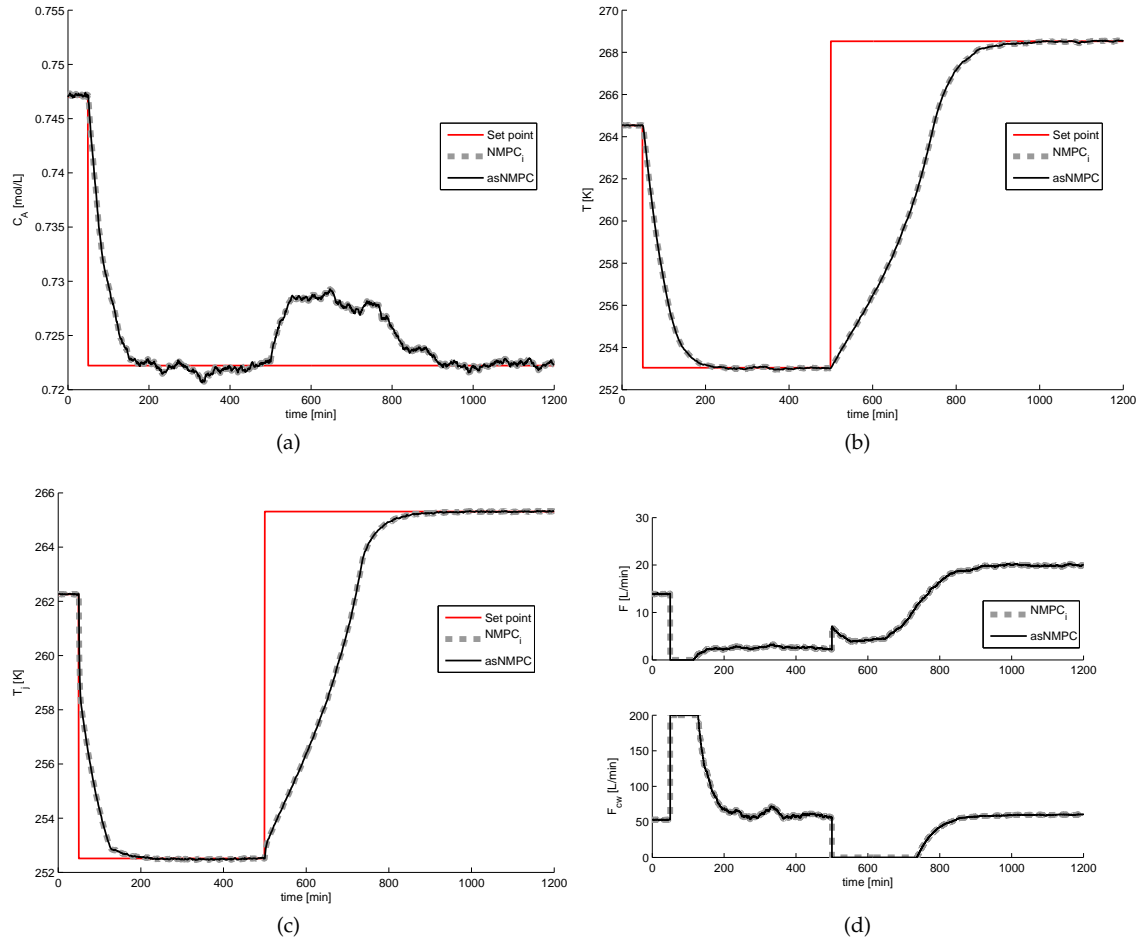 0.755
0.75
0.745
0.74
0.735
0.73
0.725
0.72
C_A [mol/L]
Set point
NMPC_i
asNMPC
0 200 400 600 800 1000 1200
time [min]
(a)
270
268
266
264
262
260
258
256
254
252
T [K]
Set point
NMPC_i
asNMPC
0 200 400 600 800 1000 1200
time [min]
(b)
266
264
262
260
258
256
254
252
T_j [K]
Set point
NMPC_i
asNMPC
0 200 400 600 800 1000 1200
time [min]
(c)
30
20
10
0
F [L/min]
NMPC_i
asNMPC
0 200 400 600 800 1000 1200
200
150
100
50
0
F_cw [L/min]
0 200 400 600 800 1000 1200
time [min]
(d)